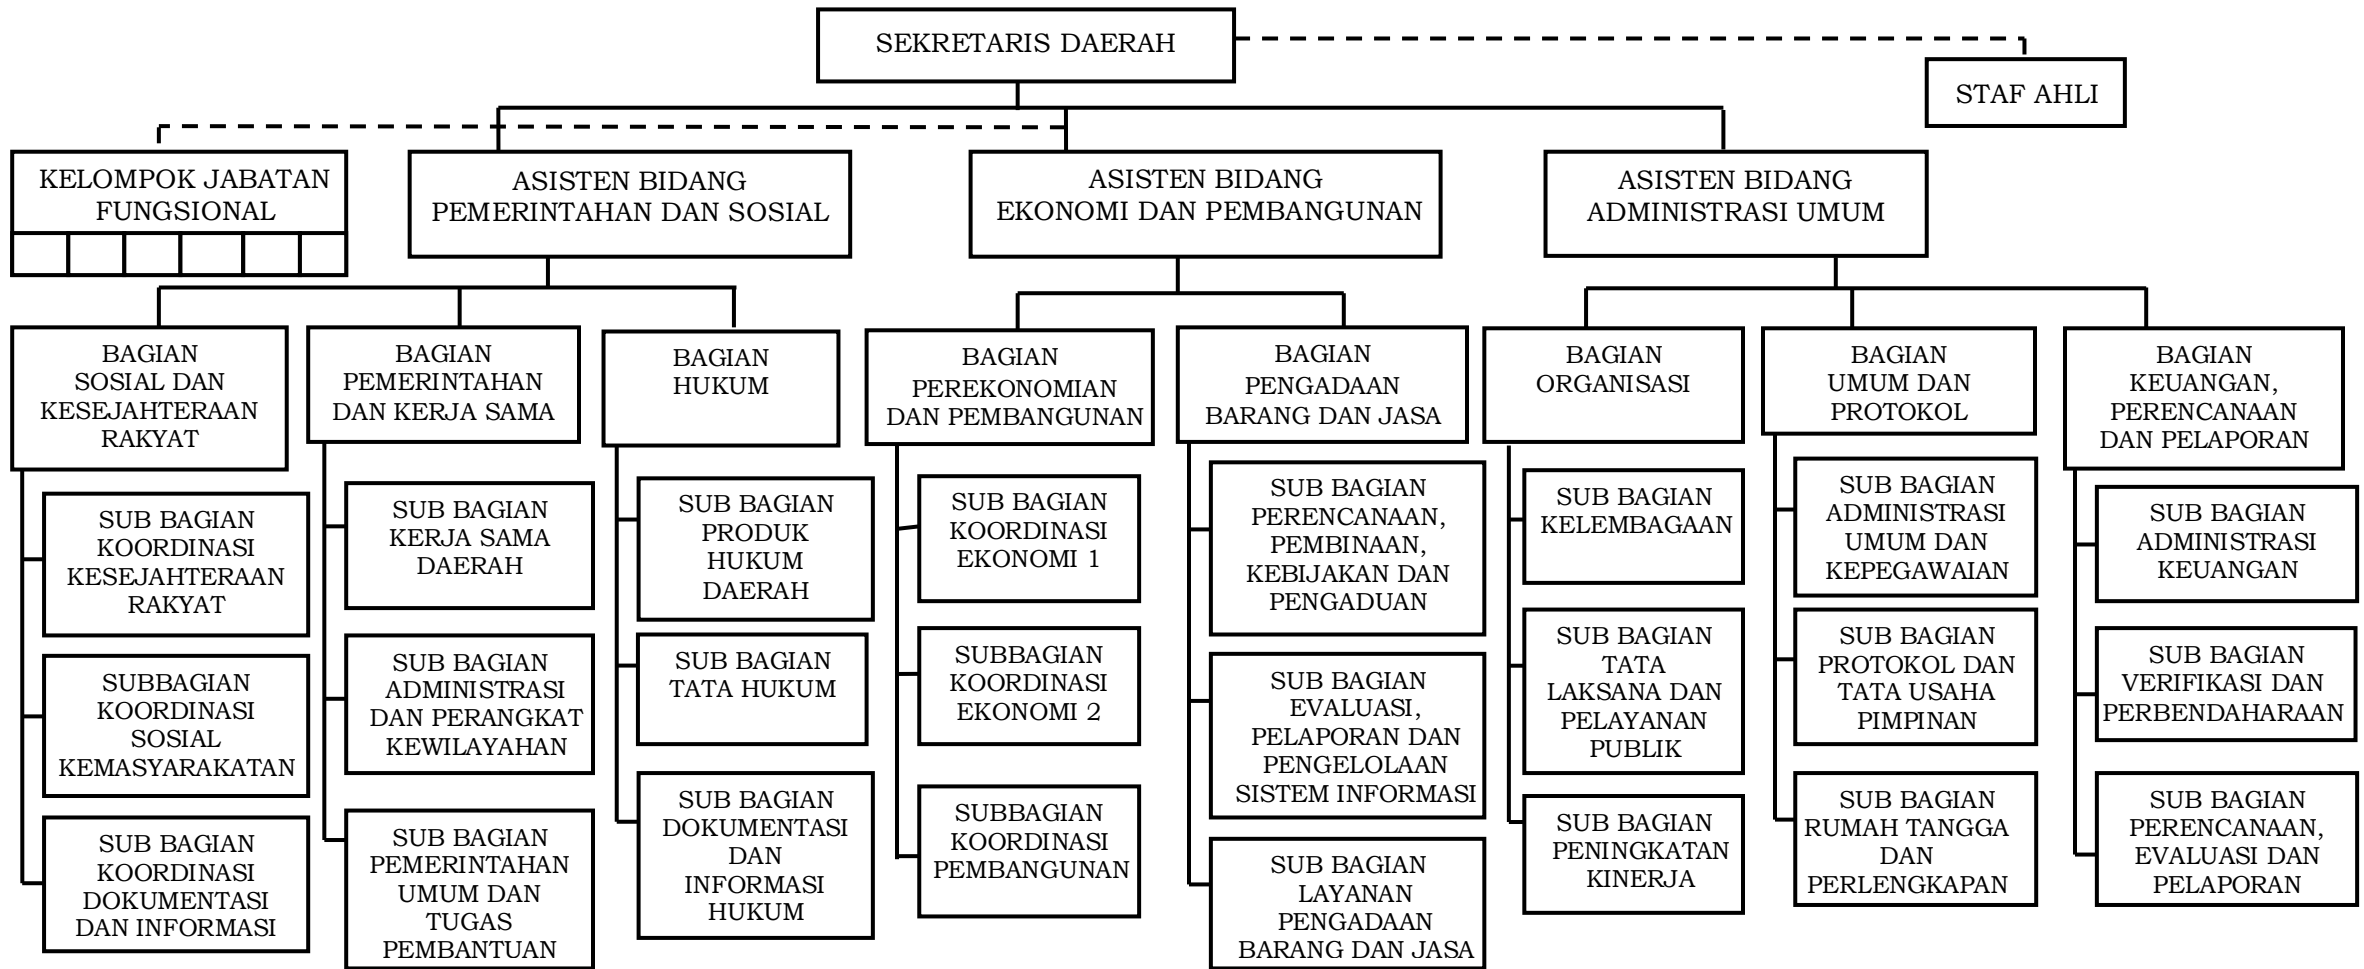 SEKRETARIS DAERAH
STAF AHLI
KELOMPOK JABATAN
FUNGSIONAL
ASISTEN BIDANG
PEMERINTAHAN DAN SOSIAL
ASISTEN BIDANG
EKONOMI DAN PEMBANGUNAN
ASISTEN BIDANG
ADMINISTRASI UMUM
BAGIAN
SOSIAL DAN
KESEJAHTERAAN
RAKYAT
BAGIAN
PEMERINTAHAN
DAN KERJA SAMA
BAGIAN
HUKUM
BAGIAN
PEREKONOMIAN
DAN PEMBANGUNAN
BAGIAN
PENGADAAN
BARANG DAN JASA
BAGIAN
ORGANISASI
BAGIAN
UMUM DAN
PROTOKOL
BAGIAN
KEUANGAN,
PERENCANAAN
DAN PELAPORAN
SUB BAGIAN
KOORDINASI
KESEJAHTERAAN
RAKYAT
SUBBAGIAN
KOORDINASI
SOSIAL
KEMASYARAKATAN
SUB BAGIAN
KOORDINASI
DOKUMENTASI
DAN INFORMASI
SUB BAGIAN
KERJA SAMA
DAERAH
SUB BAGIAN
ADMINISTRASI
DAN PERANGKAT
KEWILAYAHAN
SUB BAGIAN
PEMERINTAHAN
UMUM DAN
TUGAS
PEMBANTUAN
SUB BAGIAN
PRODUK
HUKUM
DAERAH
SUB BAGIAN
TATA HUKUM
SUB BAGIAN
DOKUMENTASI
DAN
INFORMASI
HUKUM
SUB BAGIAN
KOORDINASI
EKONOMI 1
SUBBAGIAN
KOORDINASI
EKONOMI 2
SUBBAGIAN
KOORDINASI
PEMBANGUNAN
SUB BAGIAN
PERENCANAAN,
PEMBINAAN,
KEBIJAKAN DAN
PENGADUAN
SUB BAGIAN
EVALUASI,
PELAPORAN DAN
PENGELOLAAN
SISTEM INFORMASI
SUB BAGIAN
LAYANAN
PENGADAAN
BARANG DAN JASA
SUB BAGIAN
KELEMBAGAAN
SUB BAGIAN
TATA
LAKSANA DAN
PELAYANAN
PUBLIK
SUB BAGIAN
PENINGKATAN
KINERJA
SUB BAGIAN
ADMINISTRASI
UMUM DAN
KEPEGAWAIAN
SUB BAGIAN
PROTOKOL DAN
TATA USAHA
PIMPINAN
SUB BAGIAN
RUMAH TANGGA
DAN
PERLENGKAPAN
SUB BAGIAN
ADMINISTRASI
KEUANGAN
SUB BAGIAN
VERIFIKASI DAN
PERBENDAHARAAN
SUB BAGIAN
PERENCANAAN,
EVALUASI DAN
PELAPORAN